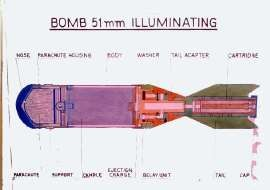 BOMB 51mm ILLUMINATING
NOSE PARACHUTE HOUSING BODY WASHER TAIL ADAPTER CARTRIDGE
EJECTION
PARACHUTE SUPPORT CANDLE CHARGE DELAY UNIT TAIL CAP